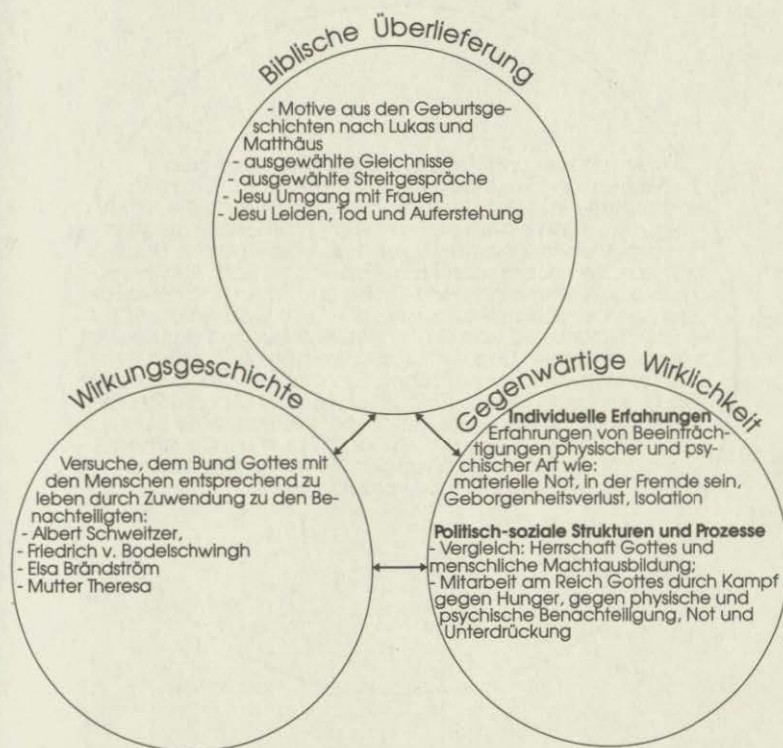 Biblische Überlieferung
- Motive aus den Geburtsge-
schichten nach Lukas und
Matthäus
- ausgewählte Gleichnisse
- ausgewählte Streitgespräche
- Jesu Umgang mit Frauen
- Jesu Leiden, Tod und Auferstehung
Wirkungsgeschichte
Versuche, dem Bund Gottes mit
den Menschen entsprechend zu
leben durch Zuwendung zu den Be-
nachteiligten:
- Albert Schweitzer,
- Friedrich v. Bodelschwingh
- Elsa Brändström
- Mutter Theresa
Gegenwärtige Wirklichkeit
Individuelle Erfahrungen
Erfahrungen von Beeinträch-
tigungen physischer und psy-
chischer Art wie:
materielle Not, in der Fremde sein,
Geborgenheitsverlust, Isolation
Politisch-soziale Strukturen und Prozesse
- Vergleich: Herrschaft Gottes und
menschliche Machtausbildung;
- Mitarbeit am Reich Gottes durch Kampf
gegen Hunger, gegen physische und
psychische Benachteiligung, Not und
Unterdrückung